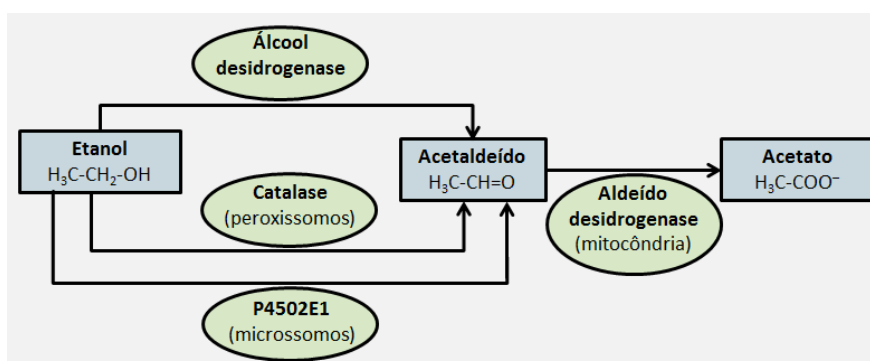 Álcool
desidrogenase
Etanol
H₃C-CH₂-OH
Acetaldeído
H₃C-CH=O
Acetato
H₃C-COO⁻
Catalase
(peroxissomos)
Aldeído
desidrogenase
(mitocôndria)
P4502E1
(microssomos)